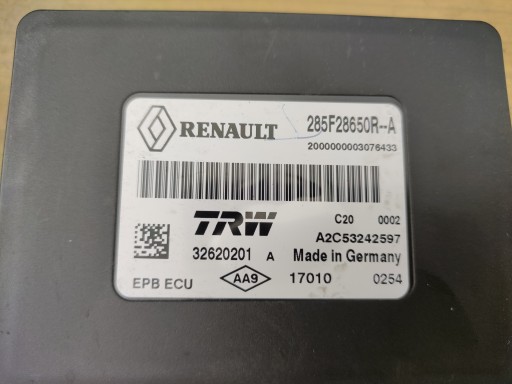 RENAULT 285F28650R--A
2000000003076433
TRW C20 0002
A2C53242597
32620201 A Made in Germany
EPB ECU AA9 17010 0254